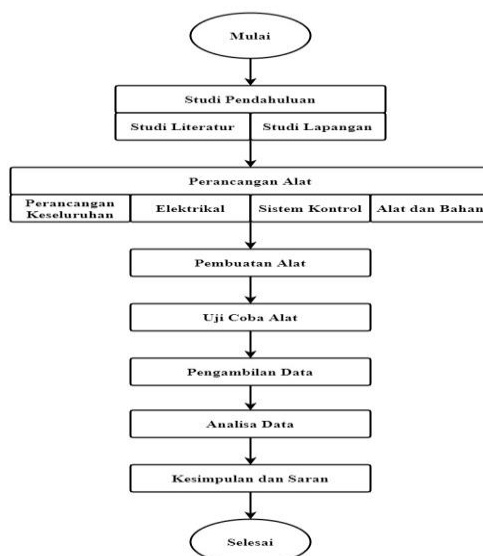 Mulai
Studi Pendahuluan
Studi Literatur
Studi Lapangan
Perancangan Alat
Perancangan
Keseluruhan
Elektrikal
Sistem Kontrol
Alat dan Bahan
Pembuatan Alat
Uji Coba Alat
Pengambilan Data
Analisa Data
Kesimpulan dan Saran
Selesai